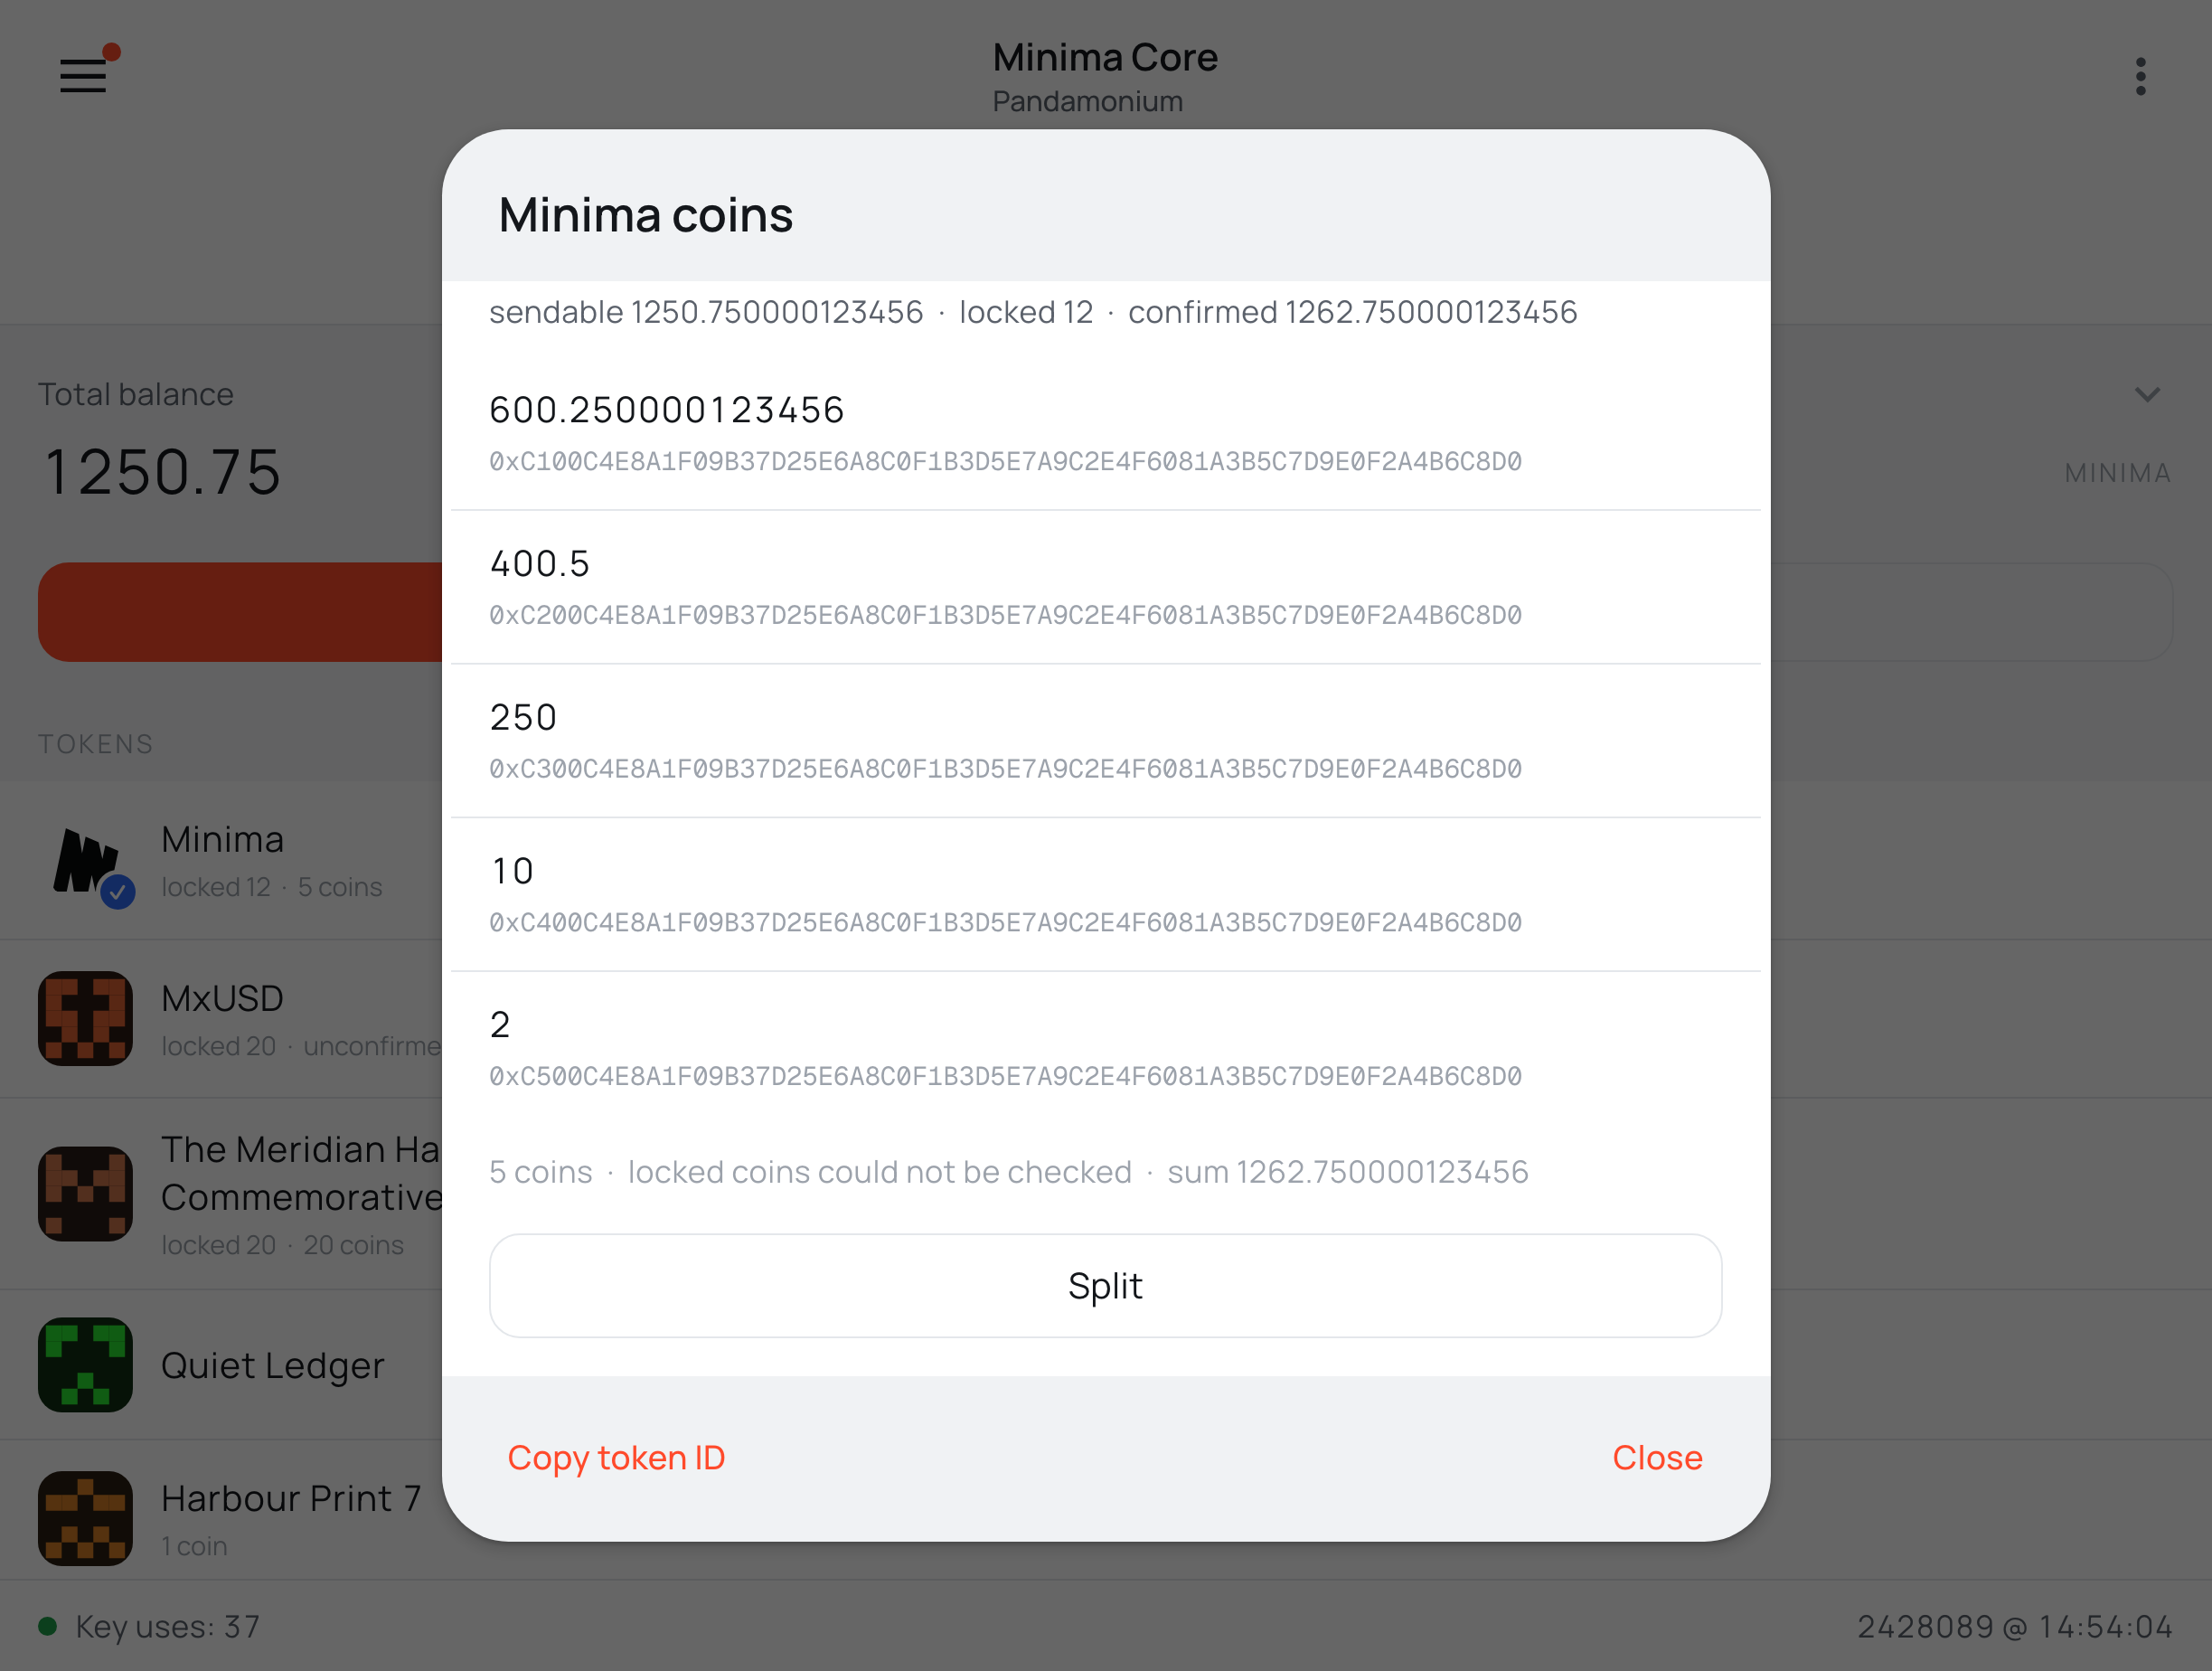 Minima Core
Pandamonium
Minima coins
sendable 1250.750000123456 · locked 12 · confirmed 1262.750000123456
600.250000123456
0xC100C4E8A1F09B37D25E6A8C0F1B3D5E7A9C2E4F6081A3B5C7D9E0F2A4B6C8D0
400.5
0xC200C4E8A1F09B37D25E6A8C0F1B3D5E7A9C2E4F6081A3B5C7D9E0F2A4B6C8D0
250
0xC300C4E8A1F09B37D25E6A8C0F1B3D5E7A9C2E4F6081A3B5C7D9E0F2A4B6C8D0
10
0xC400C4E8A1F09B37D25E6A8C0F1B3D5E7A9C2E4F6081A3B5C7D9E0F2A4B6C8D0
2
0xC500C4E8A1F09B37D25E6A8C0F1B3D5E7A9C2E4F6081A3B5C7D9E0F2A4B6C8D0
5 coins · locked coins could not be checked · sum 1262.750000123456
Split
Copy token ID
Close
Total balance
1250.75
MINIMA
TOKENS
Minima
locked 12 · 5 coins
MxUSD
locked 20 · unconfirme
The Meridian Ha
Commemorative
locked 20 · 20 coins
Quiet Ledger
Harbour Print 7
1 coin
Key uses: 37
2428089 @ 14:54:04